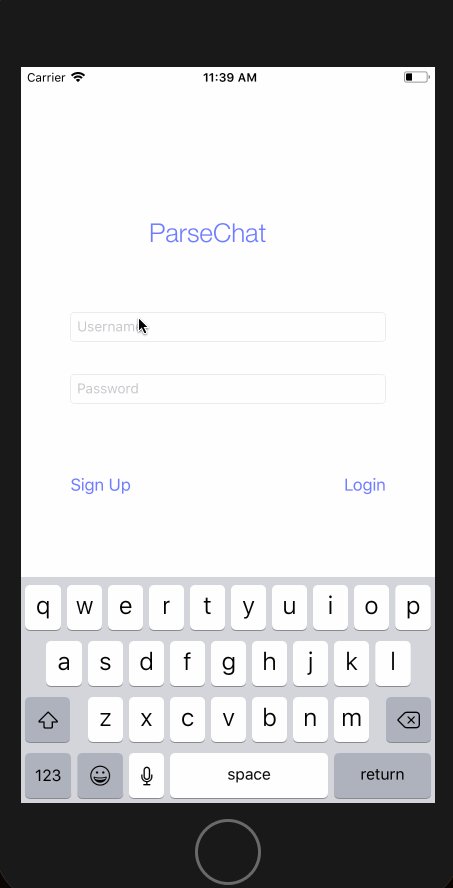 Carrier 11:39 AM
ParseChat
Username
Password
Sign Up Login
q w e r t y u i o p
a s d f g h j k l
z x c v b n m
123 space return